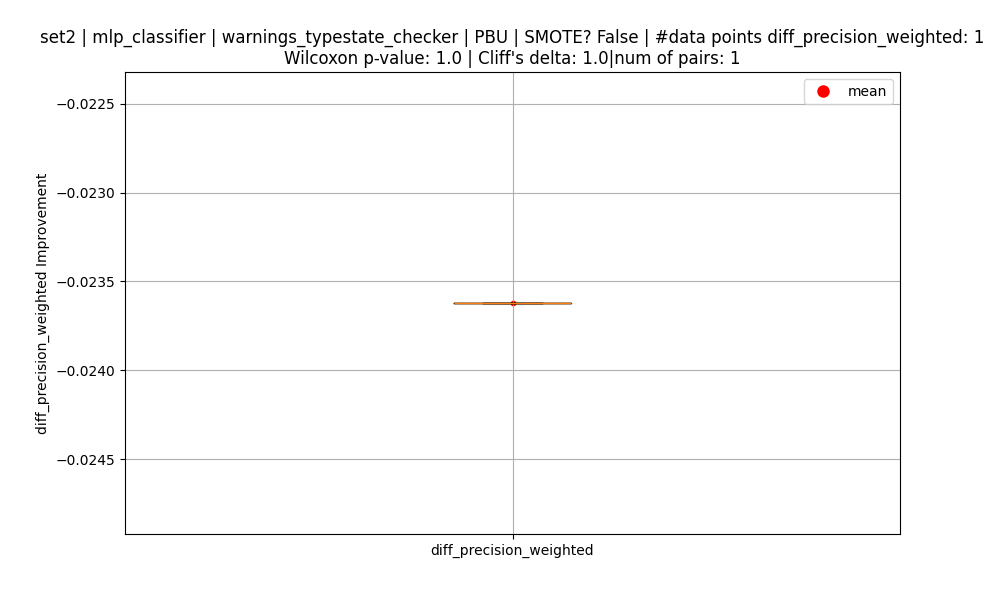 set2 | mlp_classifier | warnings_typestate_checker | PBU | SMOTE? False | #data points diff_precision_weighted: 1
Wilcoxon p-value: 1.0 | Cliff's delta: 1.0|num of pairs: 1
mean
−0.0225
−0.0230
−0.0235
−0.0240
−0.0245
diff_precision_weighted Improvement
diff_precision_weighted